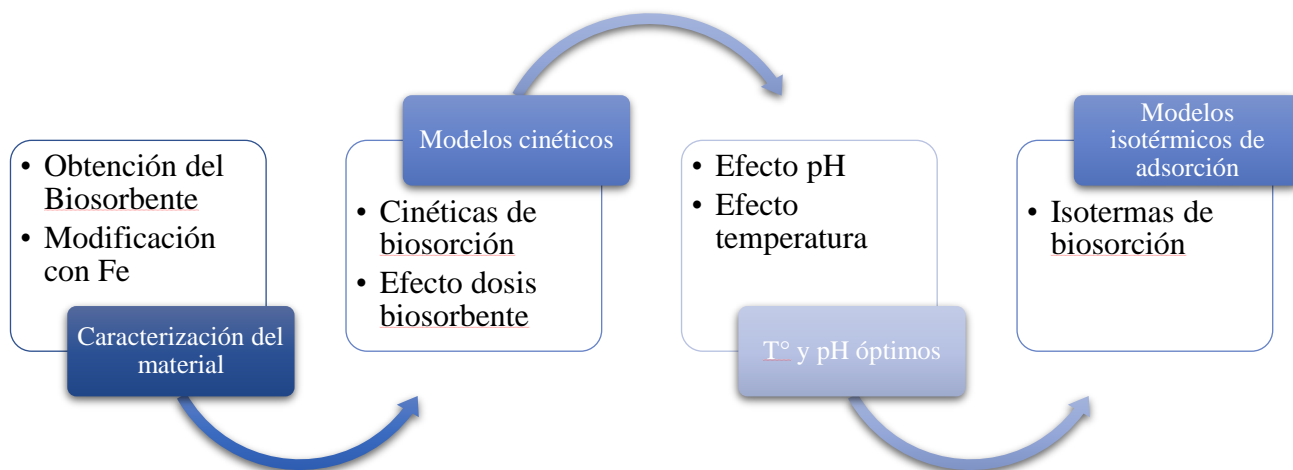 • Obtención del
Biosorbente
• Modificación
con Fe
Caracterización del
material
Modelos cinéticos
• Cinéticas de
biosorción
• Efecto dosis
biosorbente
• Efecto pH
• Efecto
temperatura
T° y pH óptimos
Modelos
isotérmicos de
adsorción
• Isotermas de
biosorción